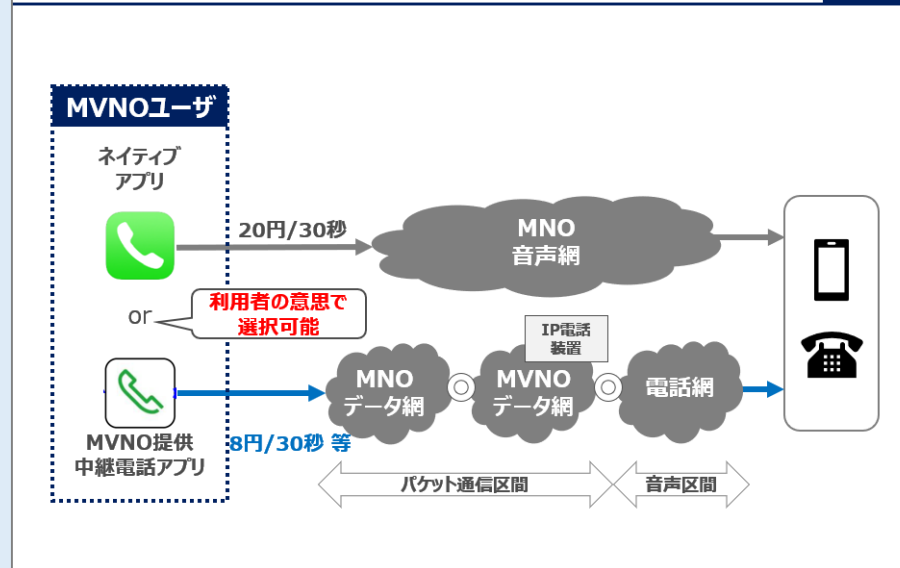 MVNOユーザ
ネイティブ
アプリ
20円/30秒
MNO
音声網
or
利用者の意思で
選択可能
IP電話
装置
MNO
データ網
MVNO
データ網
電話網
MVNO提供
中継電話アプリ
8円/30秒 等
パケット通信区間
音声区間